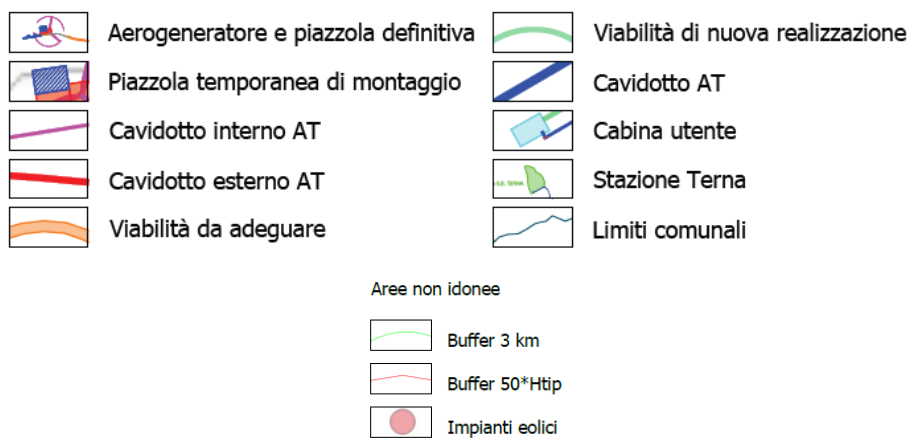 Aerogeneratore e piazzola definitiva
Piazzola temporanea di montaggio
Cavidotto interno AT
Cavidotto esterno AT
Viabilità da adeguare
Viabilità di nuova realizzazione
Cavidotto AT
Cabina utente
Stazione Terna
Limiti comunali
Aree non idonee
Buffer 3 km
Buffer 50*Htip
Impianti eolici